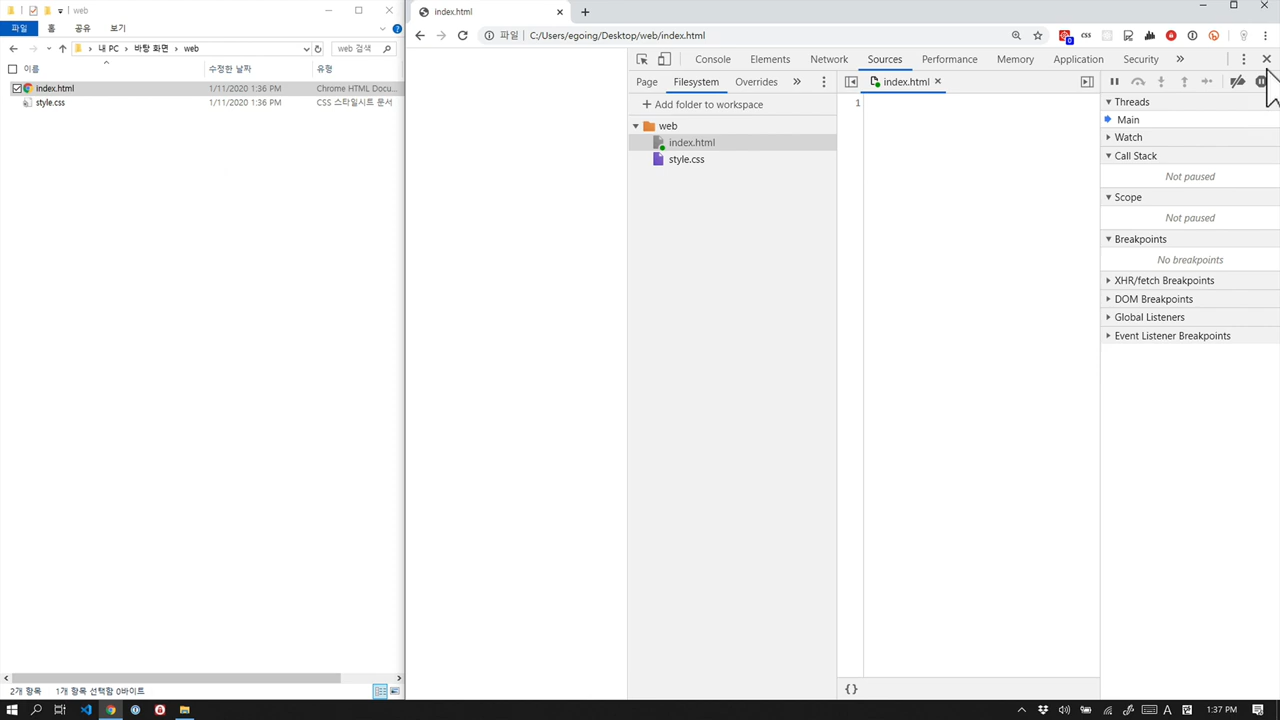 web
파일 홈 공유 보기
내 PC 바탕 화면 web web 검색
이름 수정한 날짜 유형
index.html 1/11/2020 1:36 PM Chrome HTML Docu...
style.css 1/11/2020 1:36 PM CSS 스타일시트 문서
2개 항목 1개 항목 선택함 0바이트
index.html
파일 C:/Users/egoing/Desktop/web/index.html
0 css
Console Elements Network Sources Performance Memory Application Security
Page Filesystem Overrides
Add folder to workspace
web
index.html
style.css
index.html
1
{}
Threads
Main
Watch
Call Stack
Not paused
Scope
Not paused
Breakpoints
No breakpoints
XHR/fetch Breakpoints
DOM Breakpoints
Global Listeners
Event Listener Breakpoints
A 1:37 PM